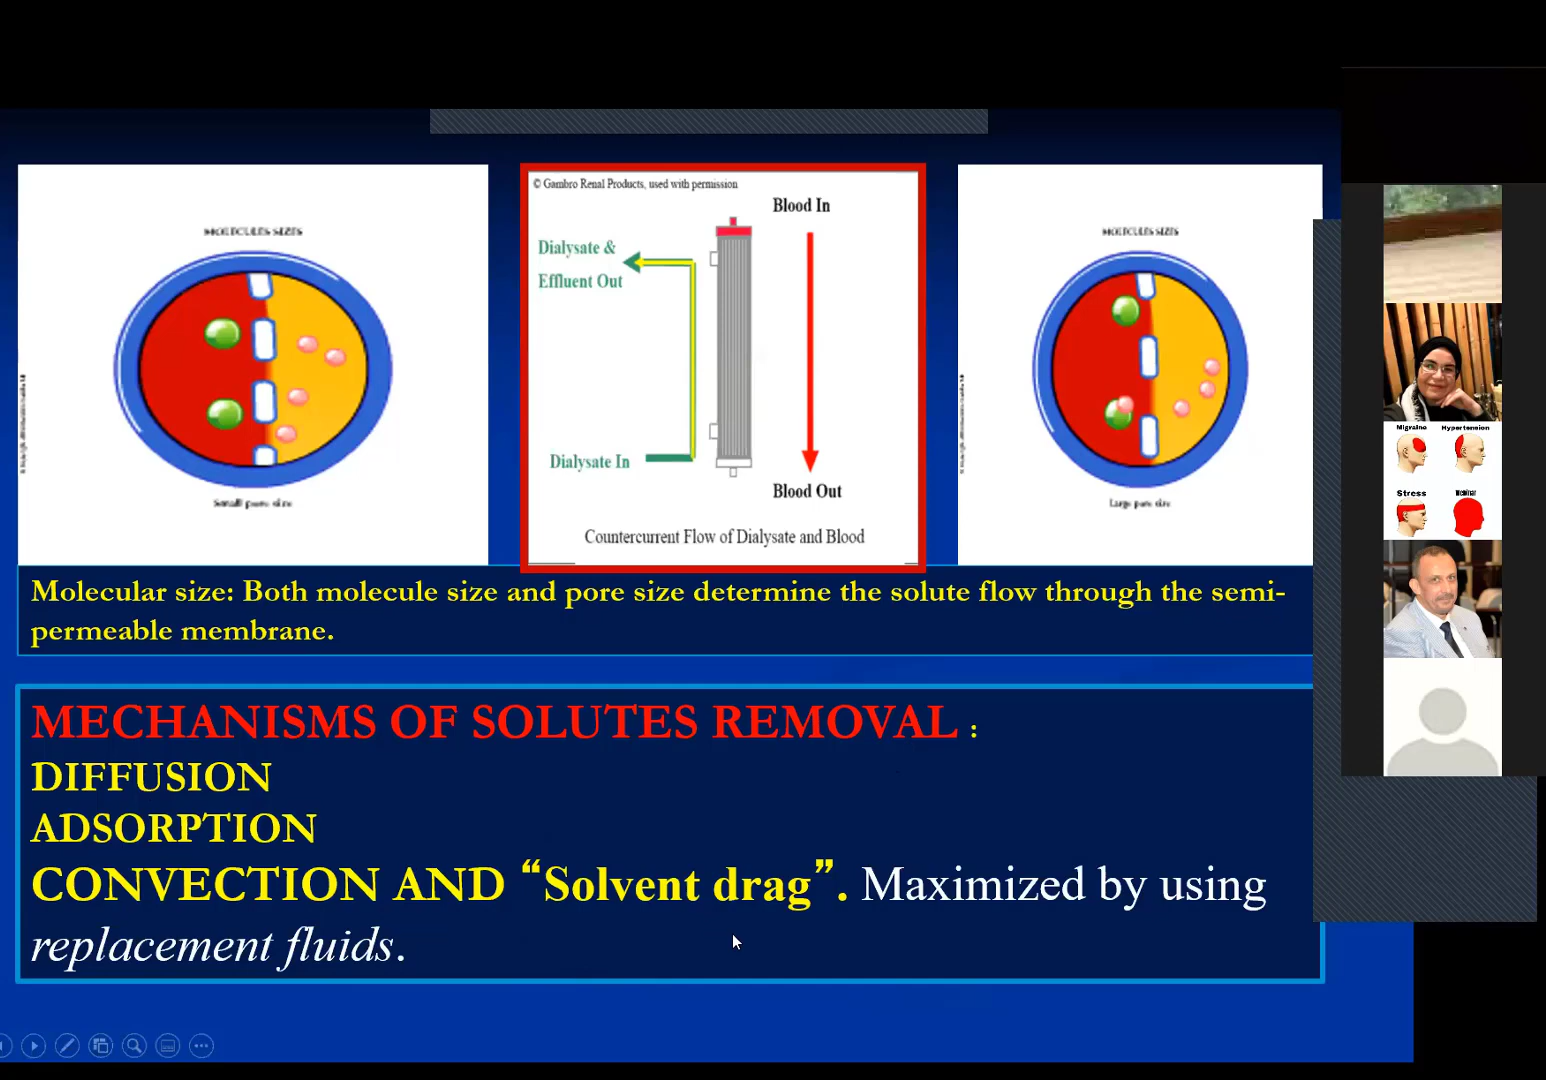 MOLECULES SIZES
Small pore size
© Gambro Renal Products, used with permission
Blood In
Dialysate &
Effluent Out
Dialysate In
Blood Out
Countercurrent Flow of Dialysate and Blood
MOLECULES SIZES
Large pore size
Molecular size: Both molecule size and pore size determine the solute flow through the semi-
permeable membrane.
MECHANISMS OF SOLUTES REMOVAL :
DIFFUSION
ADSORPTION
CONVECTION AND “Solvent drag”. Maximized by using
replacement fluids.
Migraine Hypertension
Stress